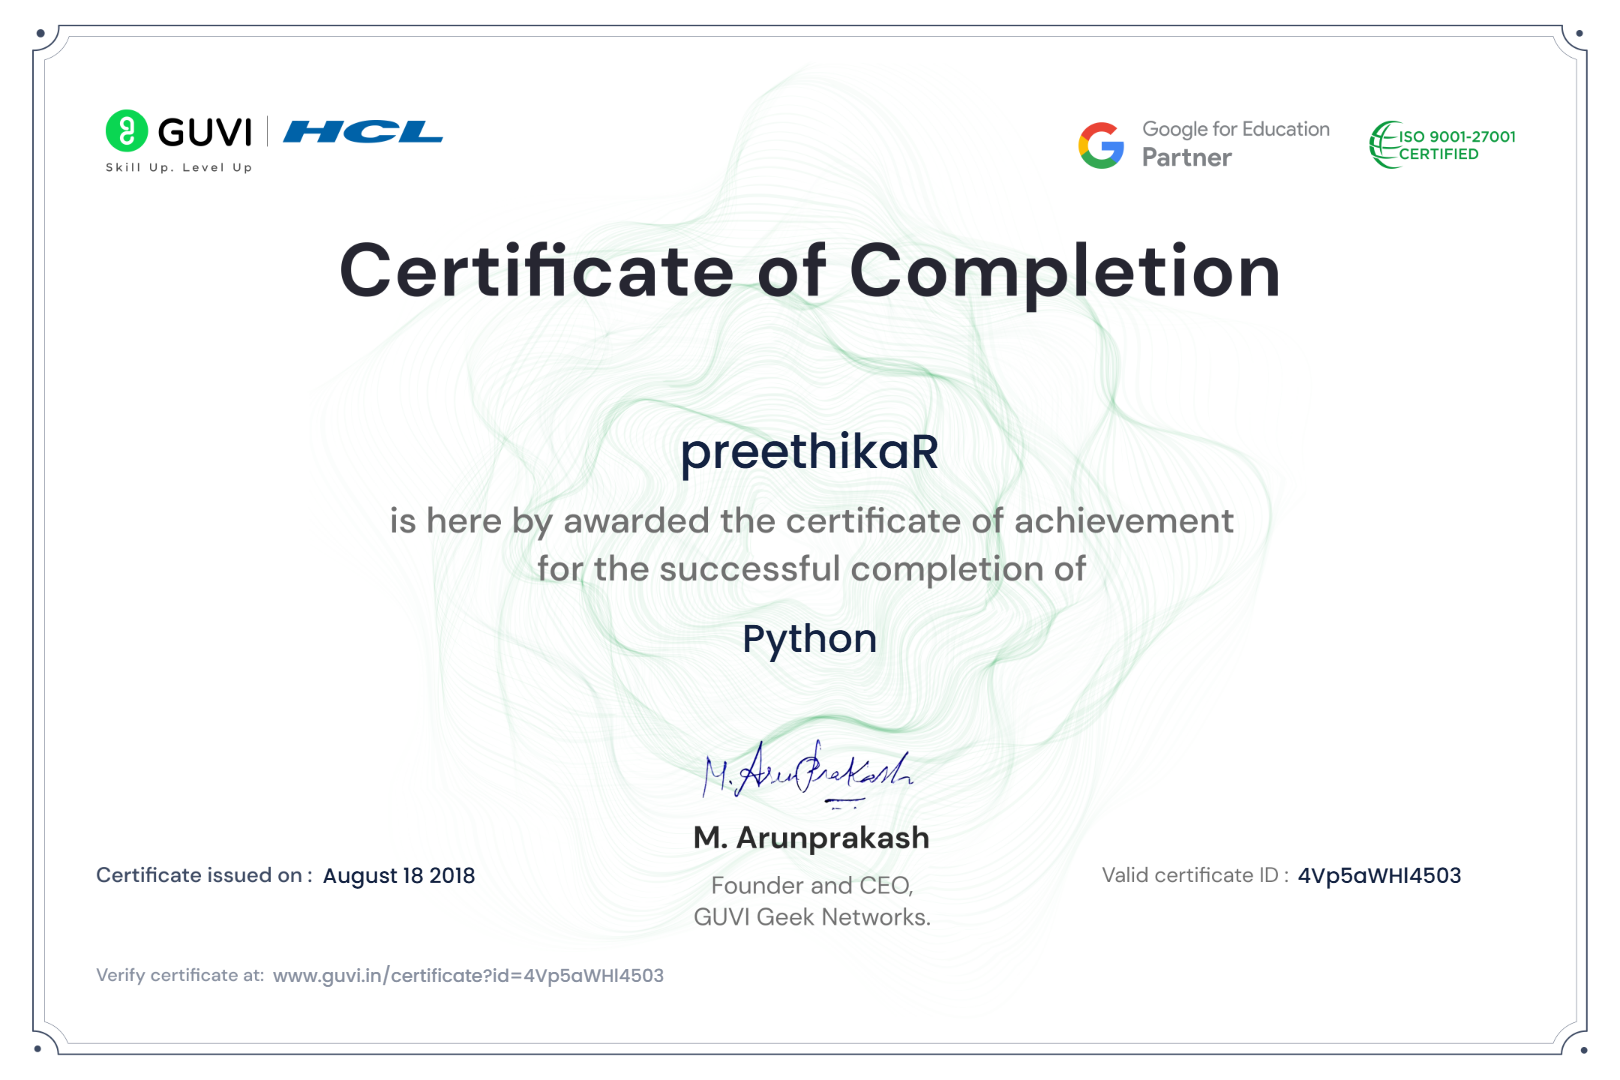 GUVI | HCL
Skill Up. Level Up
Google for Education
Partner
ISO 9001-27001
CERTIFIED
Certificate of Completion
preethikaR
is here by awarded the certificate of achievement
for the successful completion of
Python
M. Arunprakash
M. Arunprakash
Founder and CEO,
GUVI Geek Networks.
Certificate issued on : August 18 2018
Valid certificate ID : 4Vp5aWHl4503
Verify certificate at: www.guvi.in/certificate?id=4Vp5aWHl4503